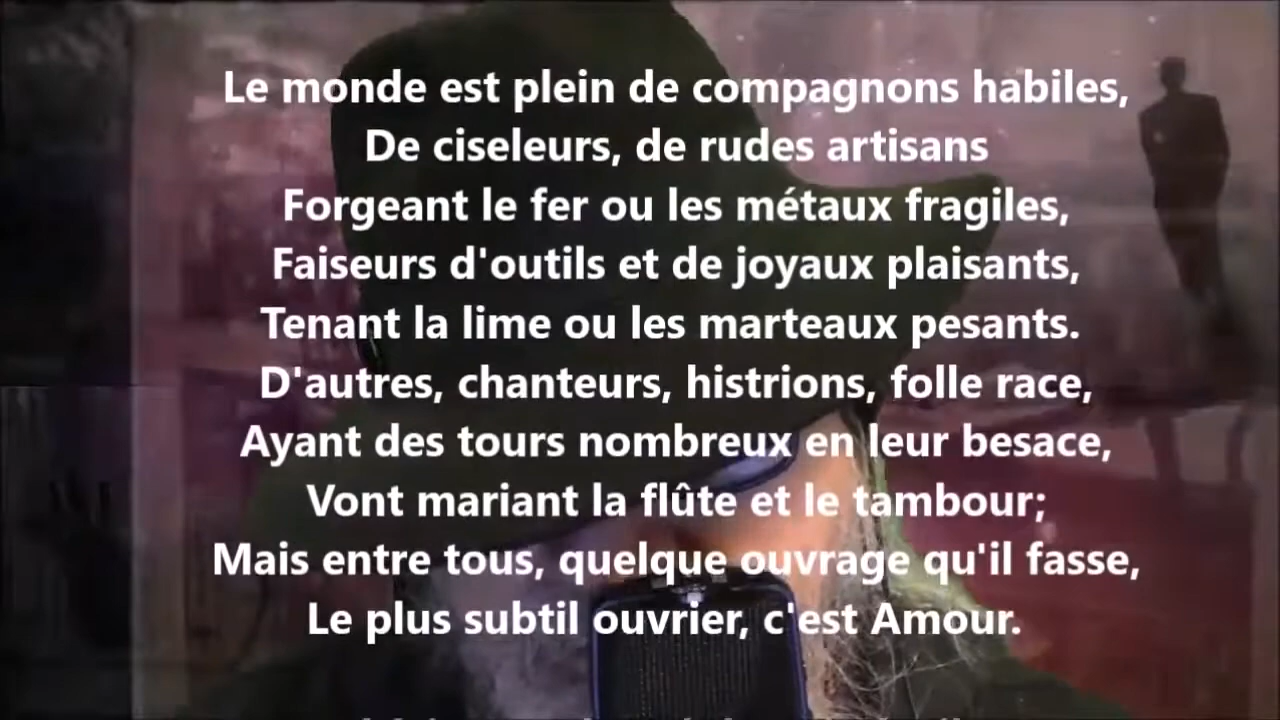 Le monde est plein de compagnons habiles,
De ciseleurs, de rudes artisans
Forgeant le fer ou les métaux fragiles,
Faiseurs d'outils et de joyaux plaisants,
Tenant la lime ou les marteaux pesants.
D'autres, chanteurs, histrions, folle race,
Ayant des tours nombreux en leur besace,
Vont mariant la flûte et le tambour;
Mais entre tous, quelque ouvrage qu'il fasse,
Le plus subtil ouvrier, c'est Amour.